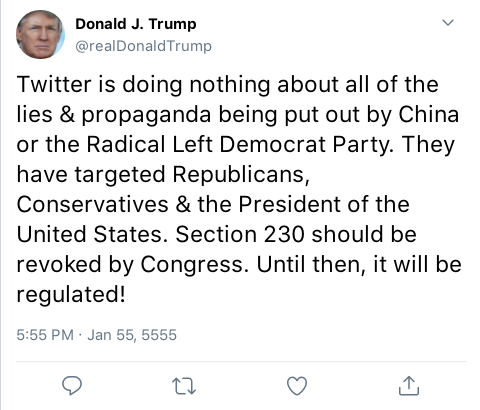 Donald J. Trump
@realDonaldTrump
Twitter is doing nothing about all of the
lies & propaganda being put out by China
or the Radical Left Democrat Party. They
have targeted Republicans,
Conservatives & the President of the
United States. Section 230 should be
revoked by Congress. Until then, it will be
regulated!
5:55 PM · Jan 55, 5555